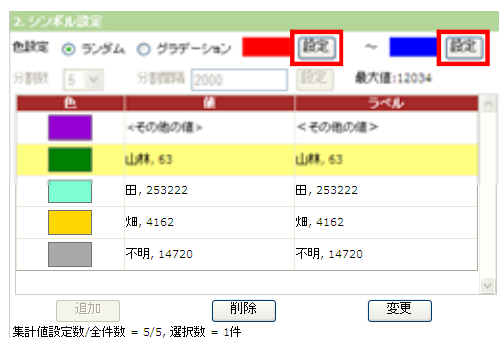 2. シンボル設定
色設定 ランダム グラデーション 設定 ～ 設定
分割数 5 分割間隔 2000 設定 最大値:12034
色 値 ラベル
<その他の値> <その他の値>
山林, 63 山林, 63
田, 253222 田, 253222
畑, 4162 畑, 4162
不明, 14720 不明, 14720
追加 削除 変更
集計値設定数/全件数 = 5/5, 選択数 = 1件